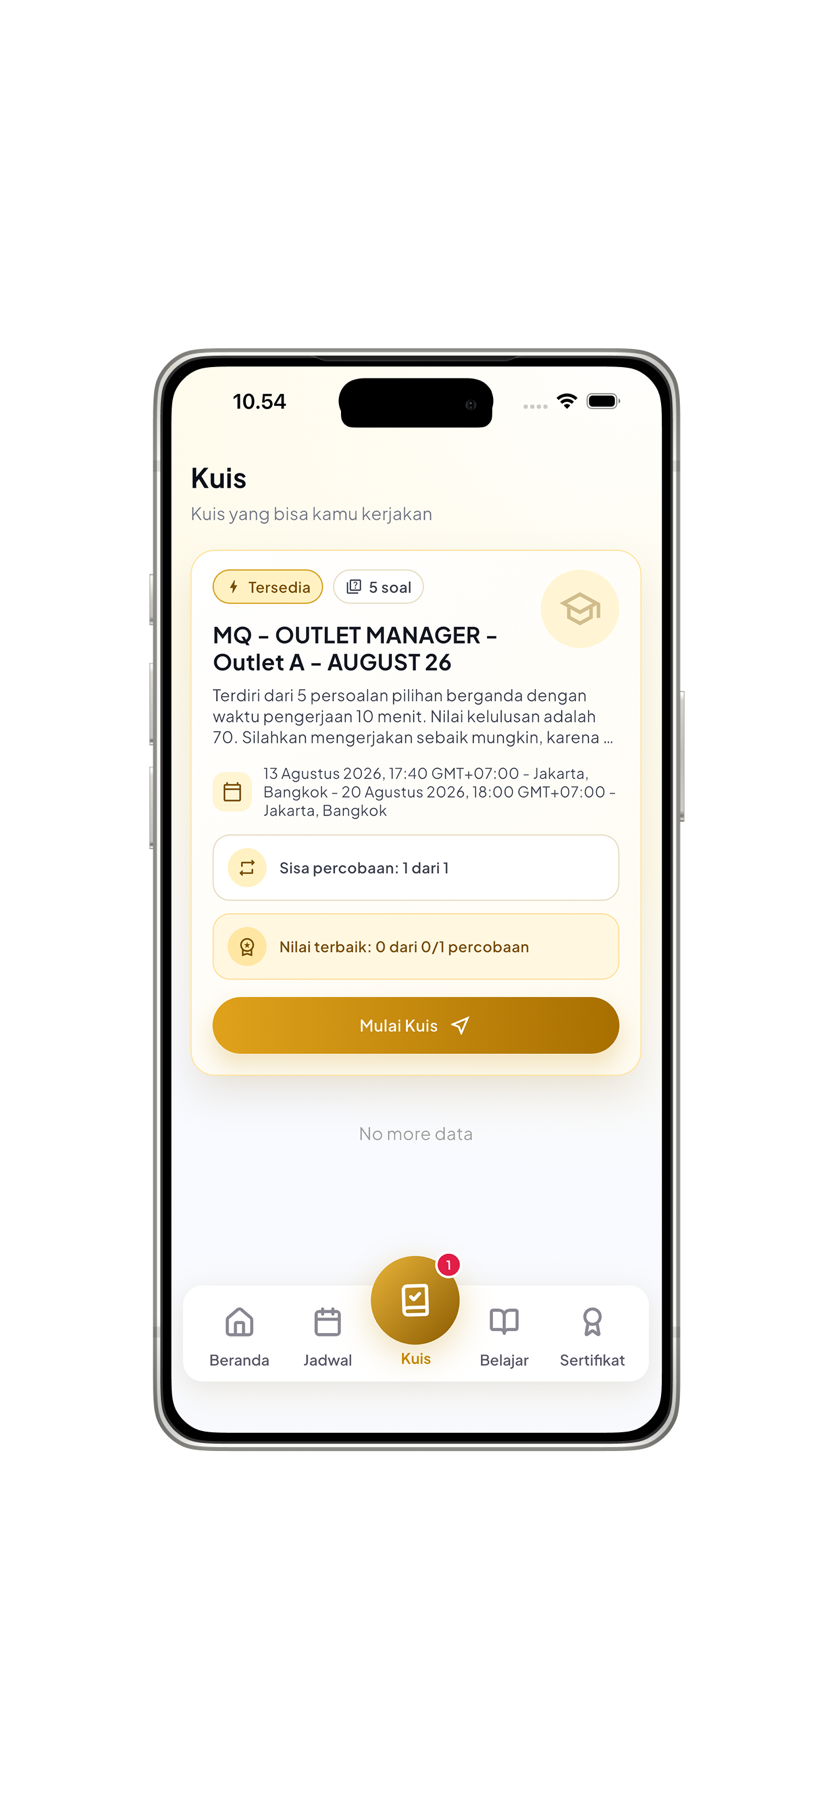 10.54
Kuis
Kuis yang bisa kamu kerjakan
Tersedia
5 soal
MQ - OUTLET MANAGER -
Outlet A - AUGUST 26
Terdiri dari 5 persoalan pilihan berganda dengan
waktu pengerjaan 10 menit. Nilai kelulusan adalah
70. Silahkan mengerjakan sebaik mungkin, karena ...
13 Agustus 2026, 17:40 GMT+07:00 - Jakarta,
Bangkok - 20 Agustus 2026, 18:00 GMT+07:00 -
Jakarta, Bangkok
Sisa percobaan: 1 dari 1
Nilai terbaik: 0 dari 0/1 percobaan
Mulai Kuis
No more data
1
Beranda
Jadwal
Kuis
Belajar
Sertifikat